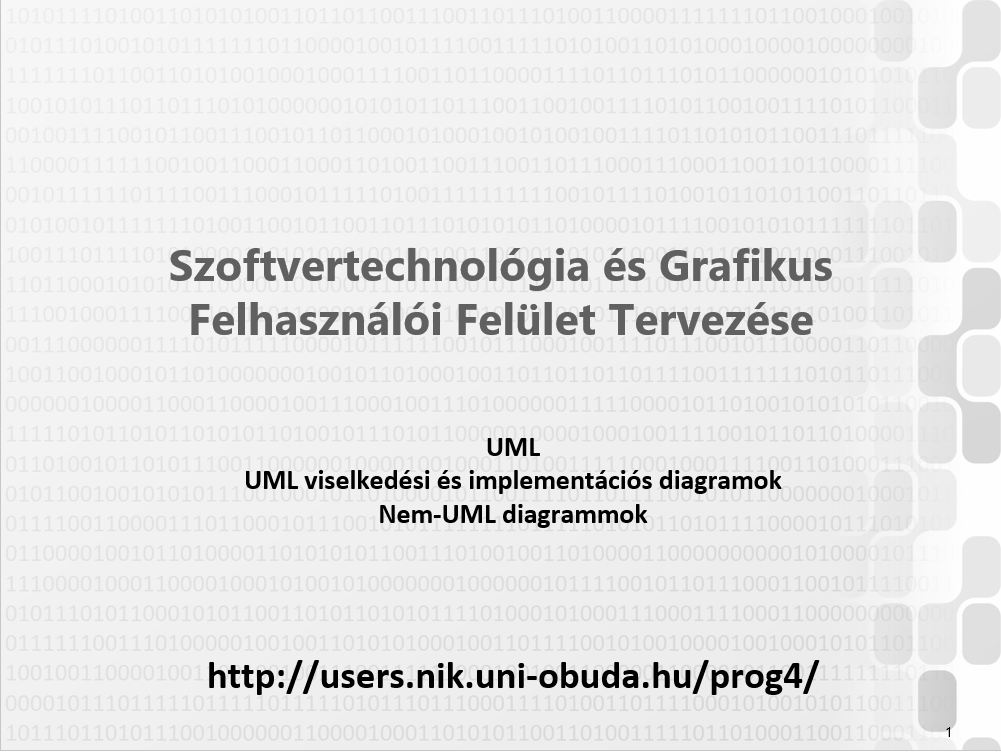 Szoftvertechnológia és Grafikus
Felhasználói Felület Tervezése
UML
UML viselkedési és implementációs diagramok
Nem-UML diagrammok
http://users.nik.uni-obuda.hu/prog4/
1